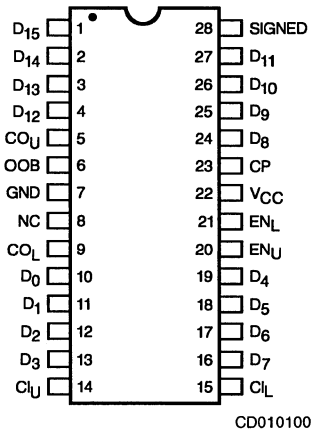 D15 1 28 SIGNED
D14 2 27 D11
D13 3 26 D10
D12 4 25 D9
COU 5 24 D8
OOB 6 23 CP
GND 7 22 VCC
NC 8 21 ENL
COL 9 20 ENU
D0 10 19 D4
D1 11 18 D5
D2 12 17 D6
D3 13 16 D7
CIU 14 15 CIL
CD010100